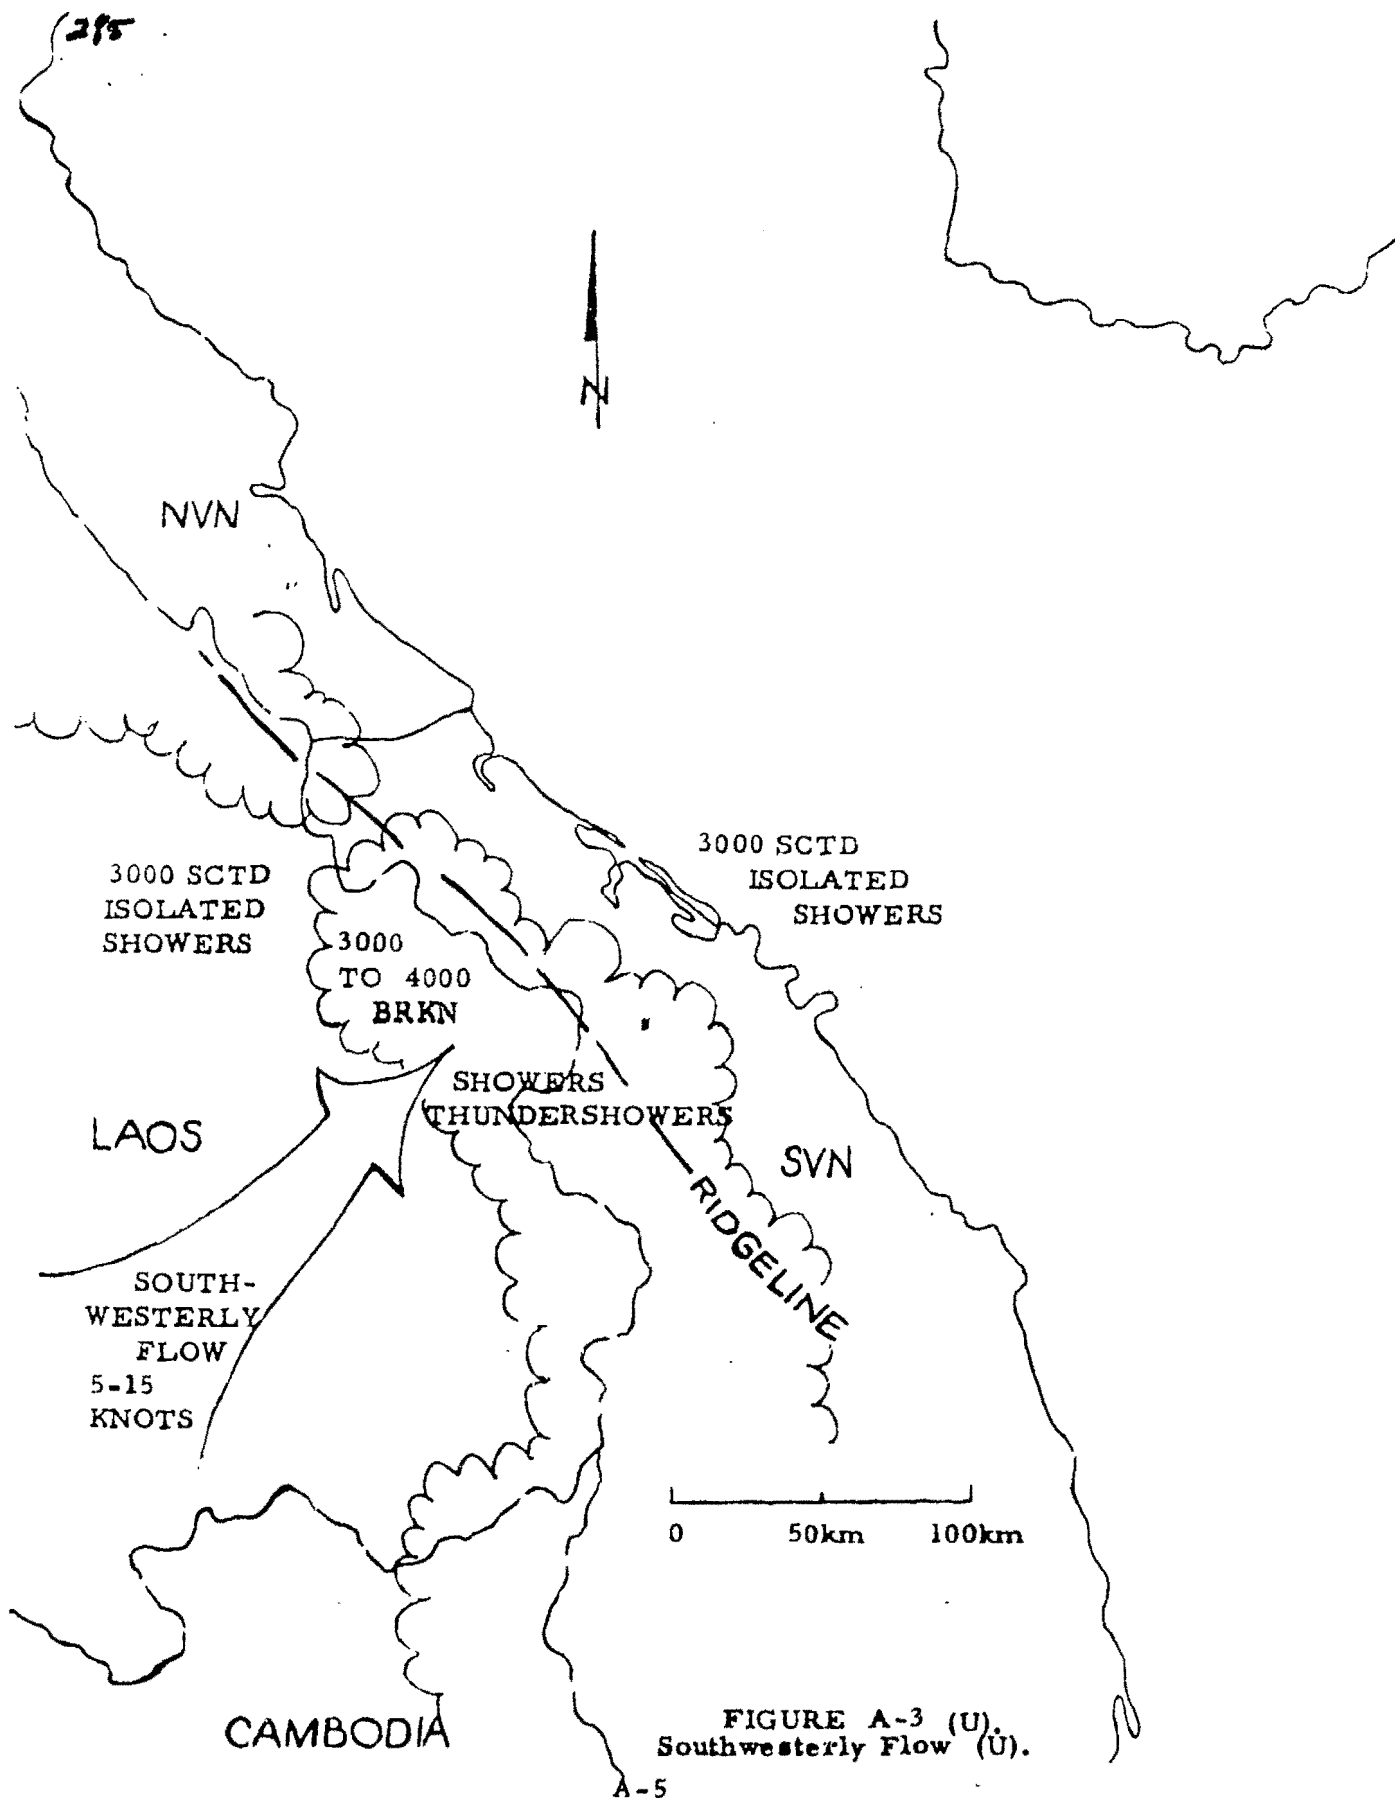 295
N
NVN
3000 SCTD
ISOLATED
SHOWERS
3000 SCTD
ISOLATED
SHOWERS
3000
TO 4000
BRKN
SHOWERS
THUNDERSHOWERS
LAOS
SVN
RIDGELINE
SOUTH-
WESTERLY
FLOW
5-15
KNOTS
0 50km 100km
CAMBODIA
FIGURE A-3 (U).
Southwesterly Flow (U).
A-5